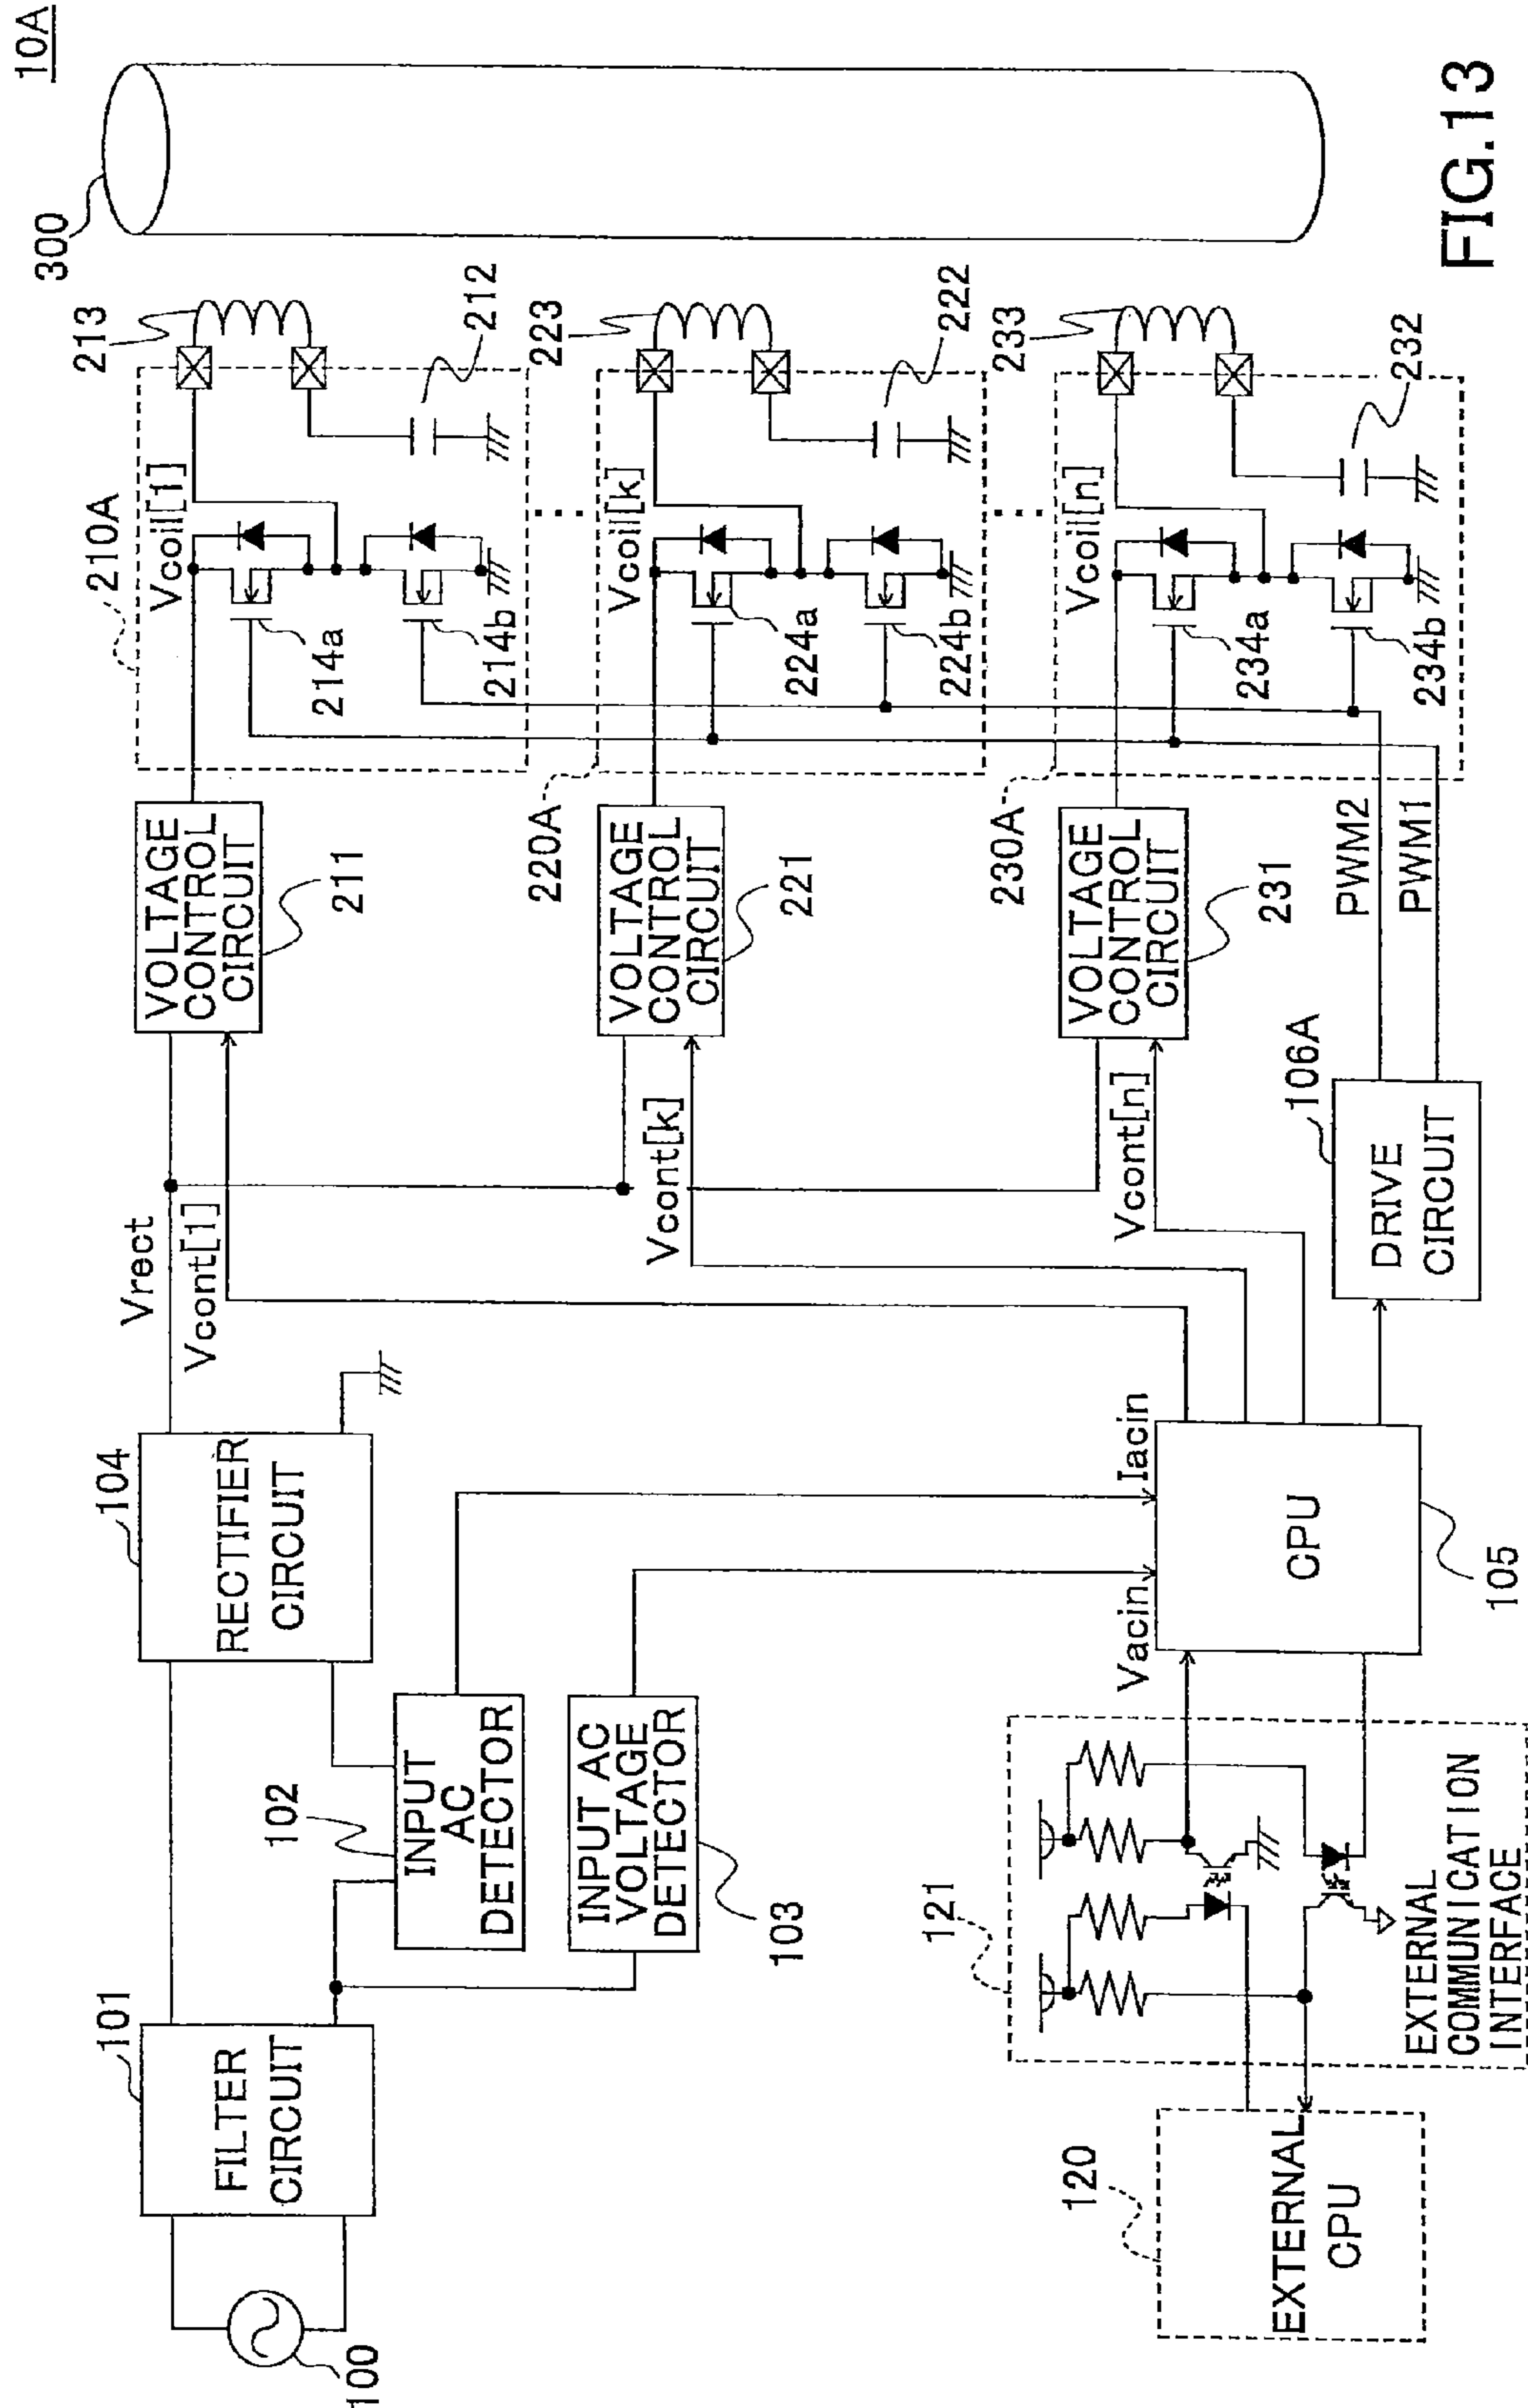 10A
300
213
212
223
222
233
232
210A
Vcoil[1]
214a
214b
Vcoil[k]
224a
224b
Vcoil[n]
234a
234b
VOLTAGE
CONTROL
CIRCUIT
211
220A
VOLTAGE
CONTROL
CIRCUIT
221
230A
VOLTAGE
CONTROL
CIRCUIT
231
PWM2
PWM1
Vrect
Vcont[1]
Vcont[k]
Vcont[n]
106A
DRIVE
CIRCUIT
104
RECTIFIER
CIRCUIT
102
INPUT
AC
DETECTOR
INPUT AC
VOLTAGE
DETECTOR
103
Vacin
Iacin
CPU
105
101
FILTER
CIRCUIT
100
121
EXTERNAL
COMMUNICATION
INTERFACE
120
EXTERNAL
CPU
FIG.13